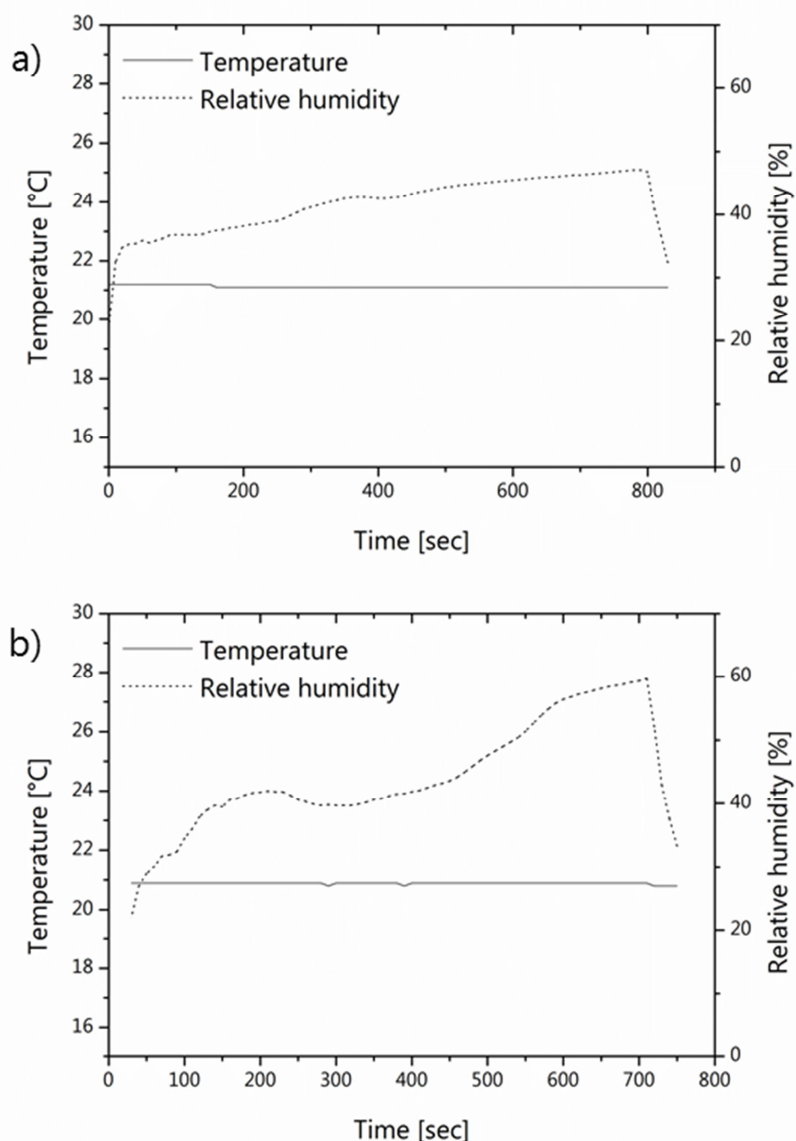 a)
Temperature
Relative humidity
30
28
26
24
22
20
18
16
Temperature [°C]
60
40
20
0
Relative humidity [%]
0 200 400 600 800
Time [sec]
b)
Temperature
Relative humidity
30
28
26
24
22
20
18
16
Temperature [°C]
60
40
20
0
Relative humidity [%]
0 100 200 300 400 500 600 700 800
Time [sec]